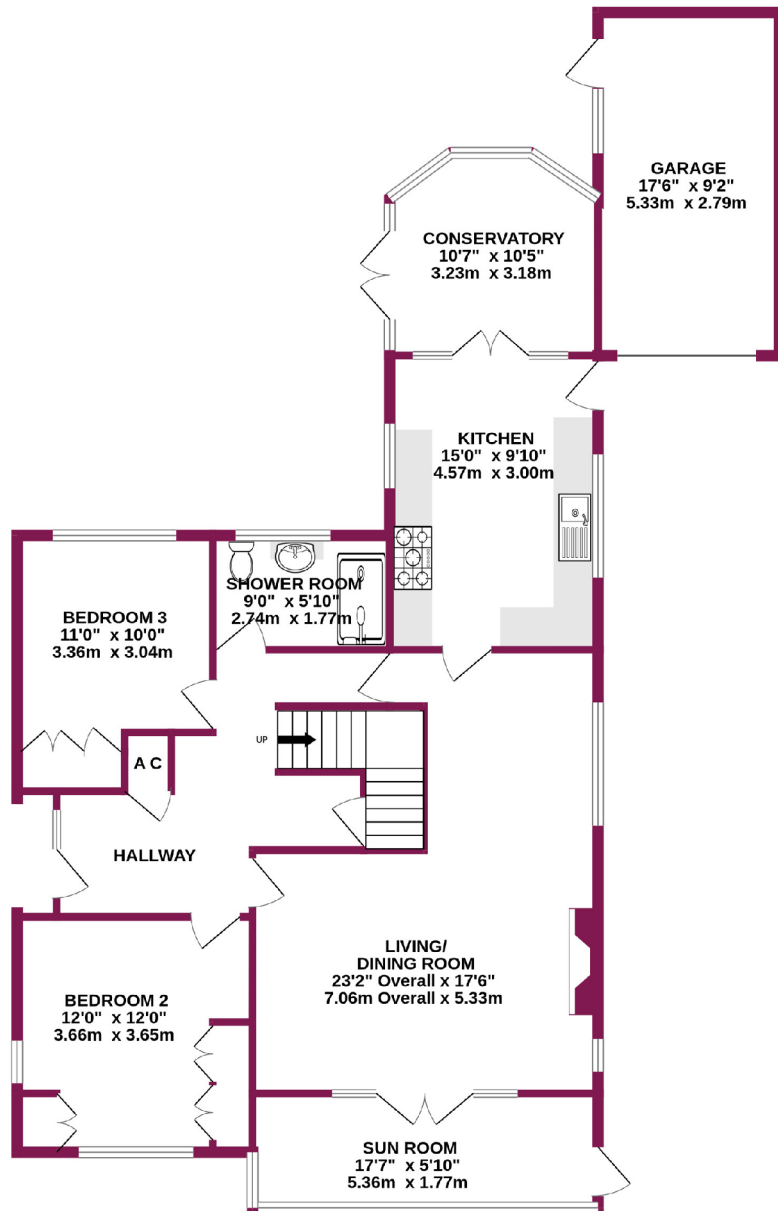 GARAGE
17'6" x 9'2"
5.33m x 2.79m
CONSERVATORY
10'7" x 10'5"
3.23m x 3.18m
KITCHEN
15'0" x 9'10"
4.57m x 3.00m
SHOWER ROOM
9'0" x 5'10"
2.74m x 1.77m
BEDROOM 3
11'0" x 10'0"
3.36m x 3.04m
UP
A C
HALLWAY
LIVING/
DINING ROOM
23'2" Overall x 17'6"
7.06m Overall x 5.33m
BEDROOM 2
12'0" x 12'0"
3.66m x 3.65m
SUN ROOM
17'7" x 5'10"
5.36m x 1.77m